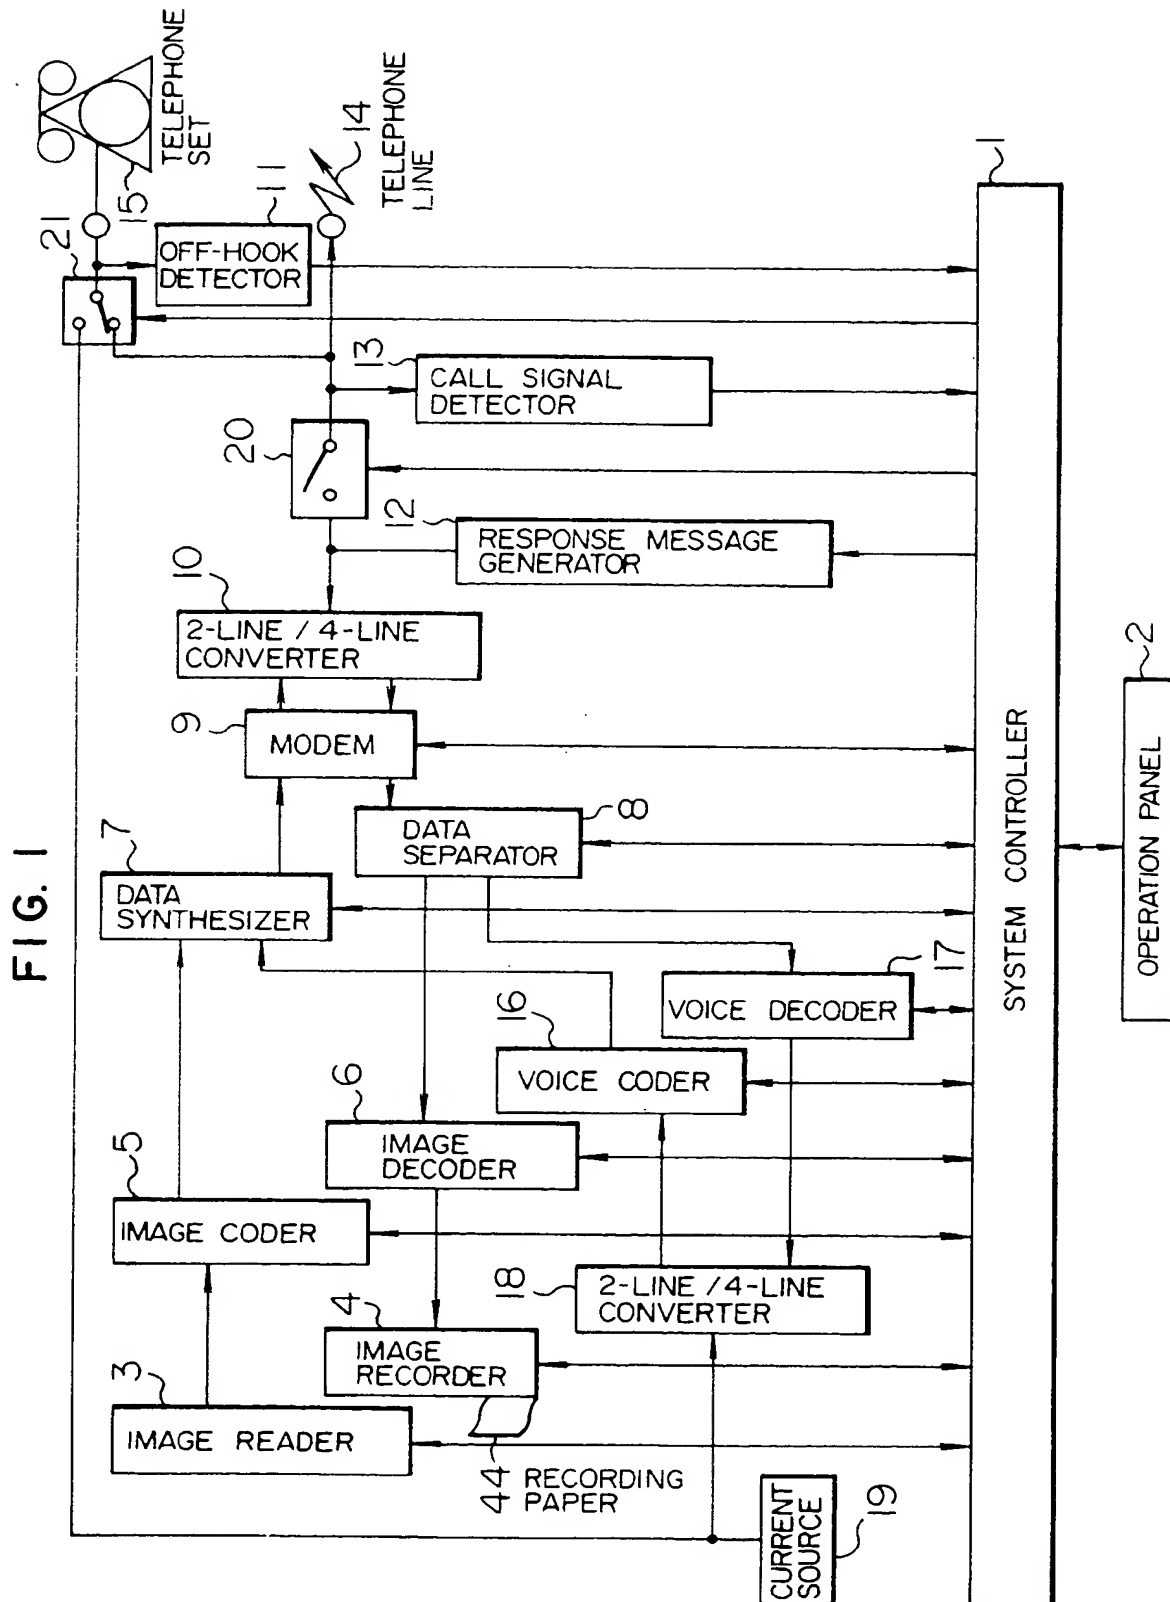 FIG. 1
TELEPHONE
SET
15
21
OFF-HOOK
DETECTOR
11
14
TELEPHONE
LINE
13
CALL SIGNAL
DETECTOR
20
12
RESPONSE MESSAGE
GENERATOR
10
2-LINE / 4-LINE
CONVERTER
9
MODEM
8
DATA
SEPARATOR
7
DATA
SYNTHESIZER
17
VOICE DECODER
16
VOICE CODER
6
IMAGE
DECODER
5
IMAGE CODER
18
2-LINE / 4-LINE
CONVERTER
4
IMAGE
RECORDER
3
IMAGE READER
44 RECORDING
PAPER
CURRENT
SOURCE
19
1
SYSTEM CONTROLLER
2
OPERATION PANEL